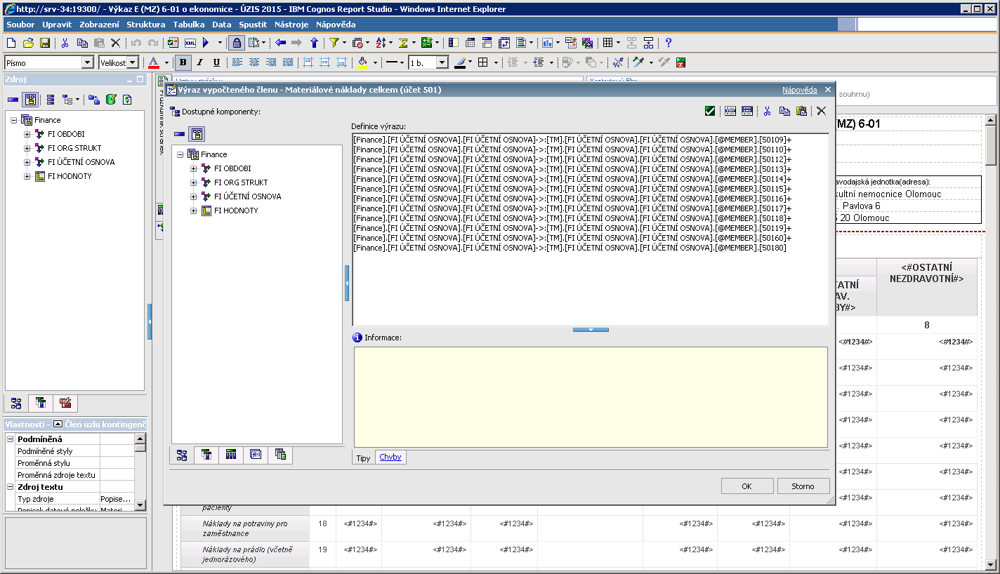 http://srv-34:19300/ - Výkaz E (MZ) 6-01 o ekonomice - ÚZIS 2015 - IBM Cognos Report Studio - Windows Internet Explorer
Soubor Upravit Zobrazení Struktura Tabulka Data Spustit Nástroje Nápověda
XML
Písmo Velikost A B I U 1 b.
Zdroj
Výraz vypočteného členu - Materiálové náklady celkem (účet 501) Nápověda
souhrnu)
Dostupné komponenty:
Finance
FI OBDOBI
FI ORG STRUKT
FI ÚČETNÍ OSNOVA
FI HODNOTY
Finance
FI OBDOBI
FI ORG STRUKT
FI ÚČETNÍ OSNOVA
FI HODNOTY
Definice výrazu:
[Finance].[FI ÚČETNÍ OSNOVA].[FI ÚČETNÍ OSNOVA]->:[TM].[FI ÚČETNÍ OSNOVA].[FI ÚČETNÍ OSNOVA].[@MEMBER].[50109]+
[Finance].[FI ÚČETNÍ OSNOVA].[FI ÚČETNÍ OSNOVA]->:[TM].[FI ÚČETNÍ OSNOVA].[FI ÚČETNÍ OSNOVA].[@MEMBER].[50110]+
[Finance].[FI ÚČETNÍ OSNOVA].[FI ÚČETNÍ OSNOVA]->:[TM].[FI ÚČETNÍ OSNOVA].[FI ÚČETNÍ OSNOVA].[@MEMBER].[50112]+
[Finance].[FI ÚČETNÍ OSNOVA].[FI ÚČETNÍ OSNOVA]->:[TM].[FI ÚČETNÍ OSNOVA].[FI ÚČETNÍ OSNOVA].[@MEMBER].[50113]+
[Finance].[FI ÚČETNÍ OSNOVA].[FI ÚČETNÍ OSNOVA]->:[TM].[FI ÚČETNÍ OSNOVA].[FI ÚČETNÍ OSNOVA].[@MEMBER].[50114]+
[Finance].[FI ÚČETNÍ OSNOVA].[FI ÚČETNÍ OSNOVA]->:[TM].[FI ÚČETNÍ OSNOVA].[FI ÚČETNÍ OSNOVA].[@MEMBER].[50115]+
[Finance].[FI ÚČETNÍ OSNOVA].[FI ÚČETNÍ OSNOVA]->:[TM].[FI ÚČETNÍ OSNOVA].[FI ÚČETNÍ OSNOVA].[@MEMBER].[50116]+
[Finance].[FI ÚČETNÍ OSNOVA].[FI ÚČETNÍ OSNOVA]->:[TM].[FI ÚČETNÍ OSNOVA].[FI ÚČETNÍ OSNOVA].[@MEMBER].[50117]+
[Finance].[FI ÚČETNÍ OSNOVA].[FI ÚČETNÍ OSNOVA]->:[TM].[FI ÚČETNÍ OSNOVA].[FI ÚČETNÍ OSNOVA].[@MEMBER].[50118]+
[Finance].[FI ÚČETNÍ OSNOVA].[FI ÚČETNÍ OSNOVA]->:[TM].[FI ÚČETNÍ OSNOVA].[FI ÚČETNÍ OSNOVA].[@MEMBER].[50119]+
[Finance].[FI ÚČETNÍ OSNOVA].[FI ÚČETNÍ OSNOVA]->:[TM].[FI ÚČETNÍ OSNOVA].[FI ÚČETNÍ OSNOVA].[@MEMBER].[50160]+
[Finance].[FI ÚČETNÍ OSNOVA].[FI ÚČETNÍ OSNOVA]->:[TM].[FI ÚČETNÍ OSNOVA].[FI ÚČETNÍ OSNOVA].[@MEMBER].[50180]
Informace:
Tipy Chyby
OK Storno
MZ) 6-01
avodajská jednotka(adresa):
kultní nemocnice Olomouc
. Pavlova 6
20 Olomouc
<#OSTATNÍ
NEZDRAVOTNÍ#>
TATNÍ
AV.
BY#>
8
<#1234#> <#1234#>
<#1234#> <#1234#>
<#1234#> <#1234#>
<#1234#> <#1234#>
<#1234#> <#1234#>
<#1234#> <#1234#>
<#1234#> <#1234#>
Vlastnosti - Člen uzlu kontingenč
Podmíněná
Podmíněné styly
Proměnná stylu
Proměnná zdroje textu
Zdroj textu
Typ zdroje Popise...
pacienty
Náklady na potraviny pro
zaměstnance
18 <#1234#> <#1234#> <#1234#> <#1234#> <#1234#> <#1234#> <#1234#>
Náklady na prádlo (včetně
jednorázového)
19 <#1234#> <#1234#> <#1234#> <#1234#> <#1234#> <#1234#> <#1234#>